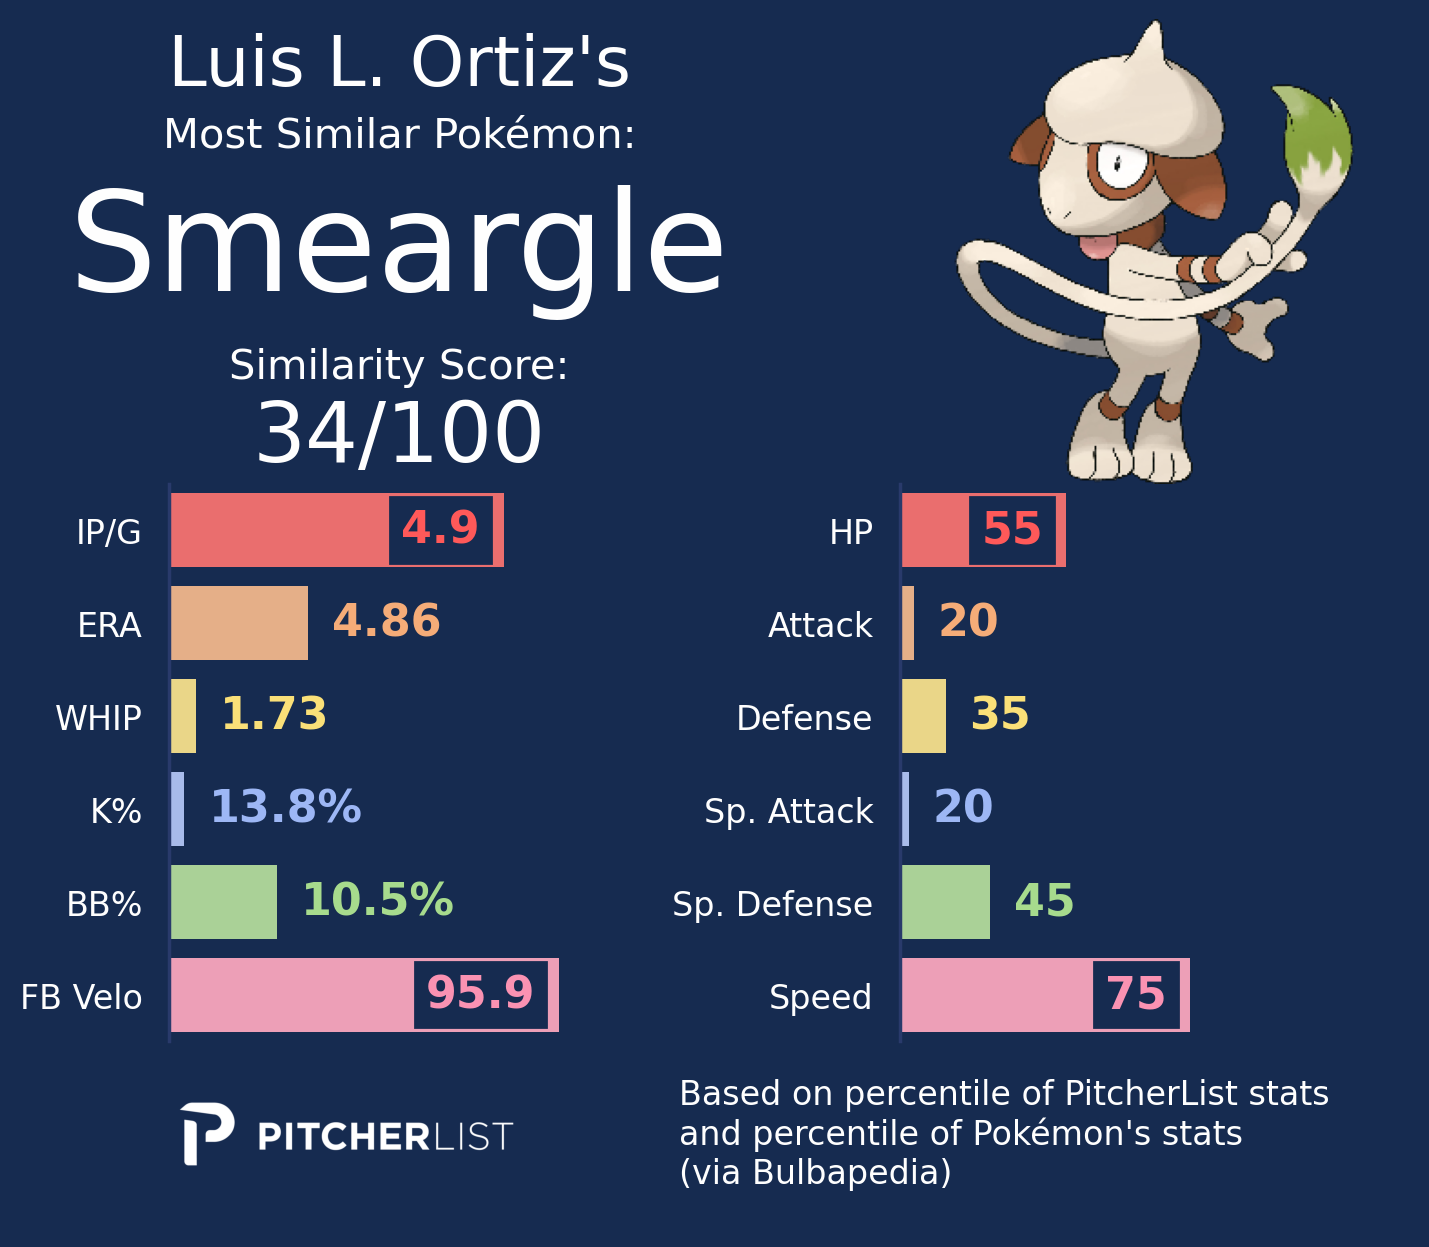 Luis L. Ortiz's
Most Similar Pokémon:
Smeargle
Similarity Score:
34/100
IP/G 4.9
ERA 4.86
WHIP 1.73
K% 13.8%
BB% 10.5%
FB Velo 95.9
HP 55
Attack 20
Defense 35
Sp. Attack 20
Sp. Defense 45
Speed 75
PITCHERLIST
Based on percentile of PitcherList stats
and percentile of Pokémon's stats
(via Bulbapedia)